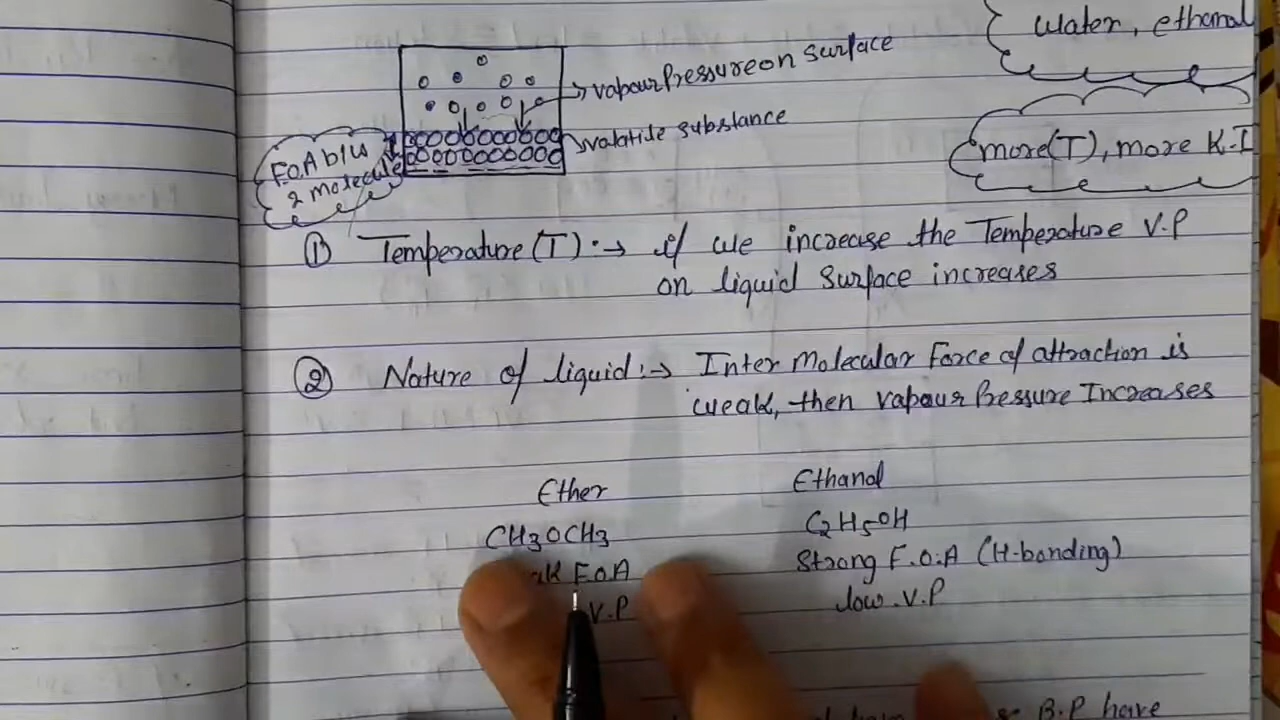 water, ethanol
vapour Pressure on surface
volatile substance
F.O.A b/w
2 molecule
more(T), more K.E
① Temperature(T) :→ if we increase the Temperature V.P
on liquid surface increases
② Nature of liquid :→ Inter Molecular Force of attraction is
weak, then vapour Pressure Increases
Ether
Ethanol
CH3OCH3
C2H5OH
F.O.A
Strong F.O.A (H-bonding)
V.P
low V.P
B.P have